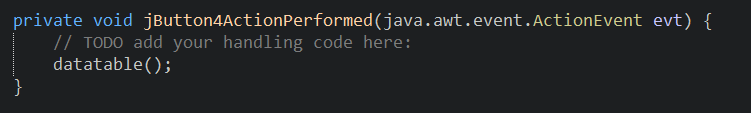 private void jButton4ActionPerformed(java.awt.event.ActionEvent evt) {
    // TODO add your handling code here:
    datatable();
}